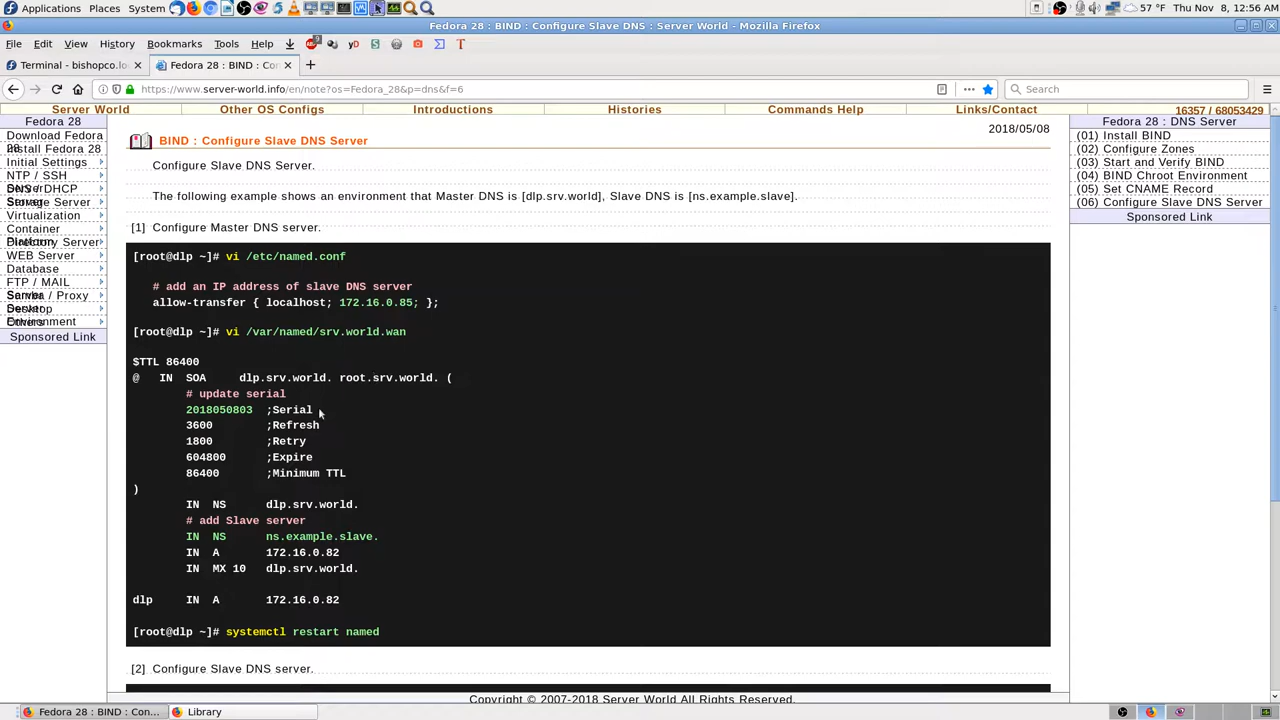 Applications Places System 57 °F Thu Nov 8, 12:56 AM
Fedora 28 : BIND : Configure Slave DNS : Server World - Mozilla Firefox
File Edit View History Bookmarks Tools Help
Terminal - bishopco.lo
Fedora 28 : BIND : Con
https://www.server-world.info/en/note?os=Fedora_28&p=dns&f=6
Search
Server World Other OS Configs Introductions Histories Commands Help Links/Contact 16357 / 68053429
Fedora 28
Download Fedora 28
Install Fedora 28
Initial Settings
NTP / SSH Server
DNS / DHCP
Storage Server
Virtualization
Container Platform
Directory Server
WEB Server
Database
FTP / MAIL Server
Samba / Proxy Server
Desktop Environment
Others
Sponsored Link
2018/05/08
BIND : Configure Slave DNS Server
Configure Slave DNS Server.
The following example shows an environment that Master DNS is [dlp.srv.world], Slave DNS is [ns.example.slave].
[1] Configure Master DNS server.
[root@dlp ~]# vi /etc/named.conf
# add an IP address of slave DNS server
allow-transfer { localhost; 172.16.0.85; };
[root@dlp ~]# vi /var/named/srv.world.wan
$TTL 86400
@ IN SOA dlp.srv.world. root.srv.world. (
# update serial
2018050803 ;Serial
3600 ;Refresh
1800 ;Retry
604800 ;Expire
86400 ;Minimum TTL
)
IN NS dlp.srv.world.
# add Slave server
IN NS ns.example.slave.
IN A 172.16.0.82
IN MX 10 dlp.srv.world.
dlp IN A 172.16.0.82
[root@dlp ~]# systemctl restart named
[2] Configure Slave DNS server.
Fedora 28 : DNS Server
(01) Install BIND
(02) Configure Zones
(03) Start and Verify BIND
(04) BIND Chroot Environment
(05) Set CNAME Record
(06) Configure Slave DNS Server
Sponsored Link
Copyright © 2007-2018 Server World All Rights Reserved.
Fedora 28 : BIND : Con...
Library